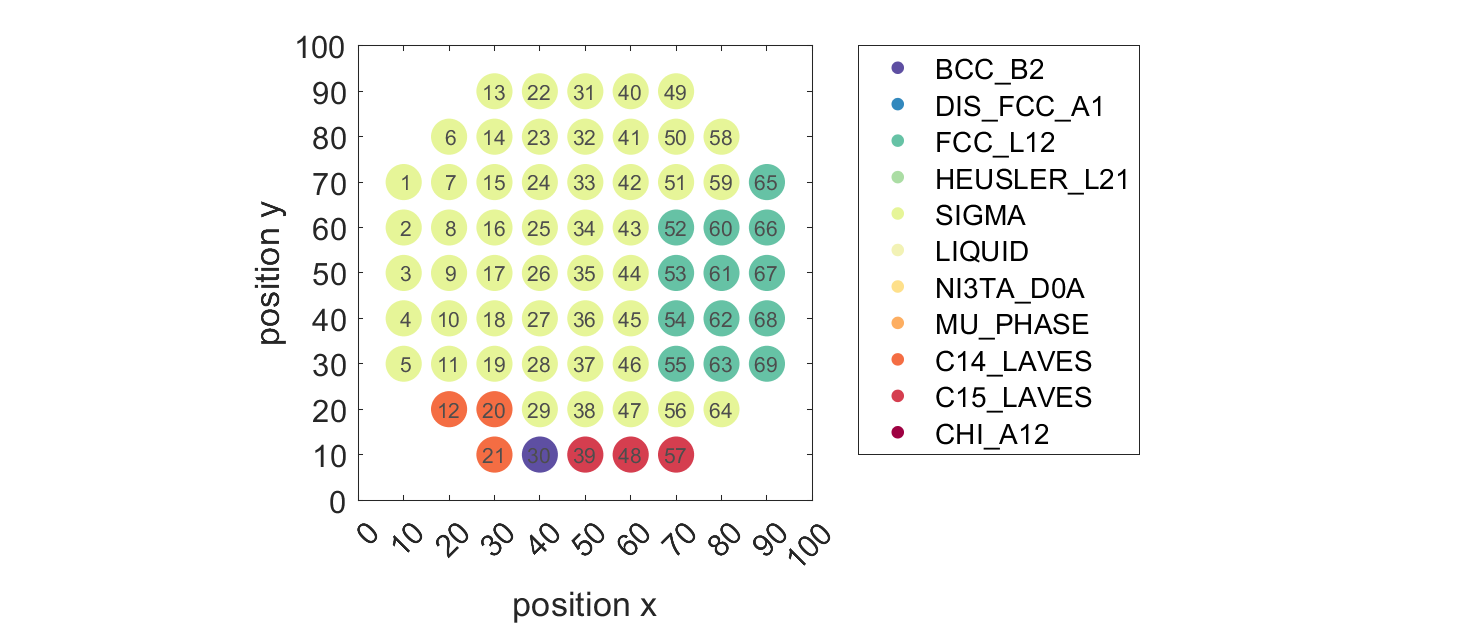 100
90
80
70
60
50
40
30
20
10
0
position y
13 22 31 40 49
6 14 23 32 41 50 58
1 7 15 24 33 42 51 59 65
2 8 16 25 34 43 52 60 66
3 9 17 26 35 44 53 61 67
4 10 18 27 36 45 54 62 68
5 11 19 28 37 46 55 63 69
12 20 29 38 47 56 64
21 30 39 48 57
0 10 20 30 40 50 60 70 80 90 100
position x
BCC_B2
DIS_FCC_A1
FCC_L12
HEUSLER_L21
SIGMA
LIQUID
NI3TA_D0A
MU_PHASE
C14_LAVES
C15_LAVES
CHI_A12